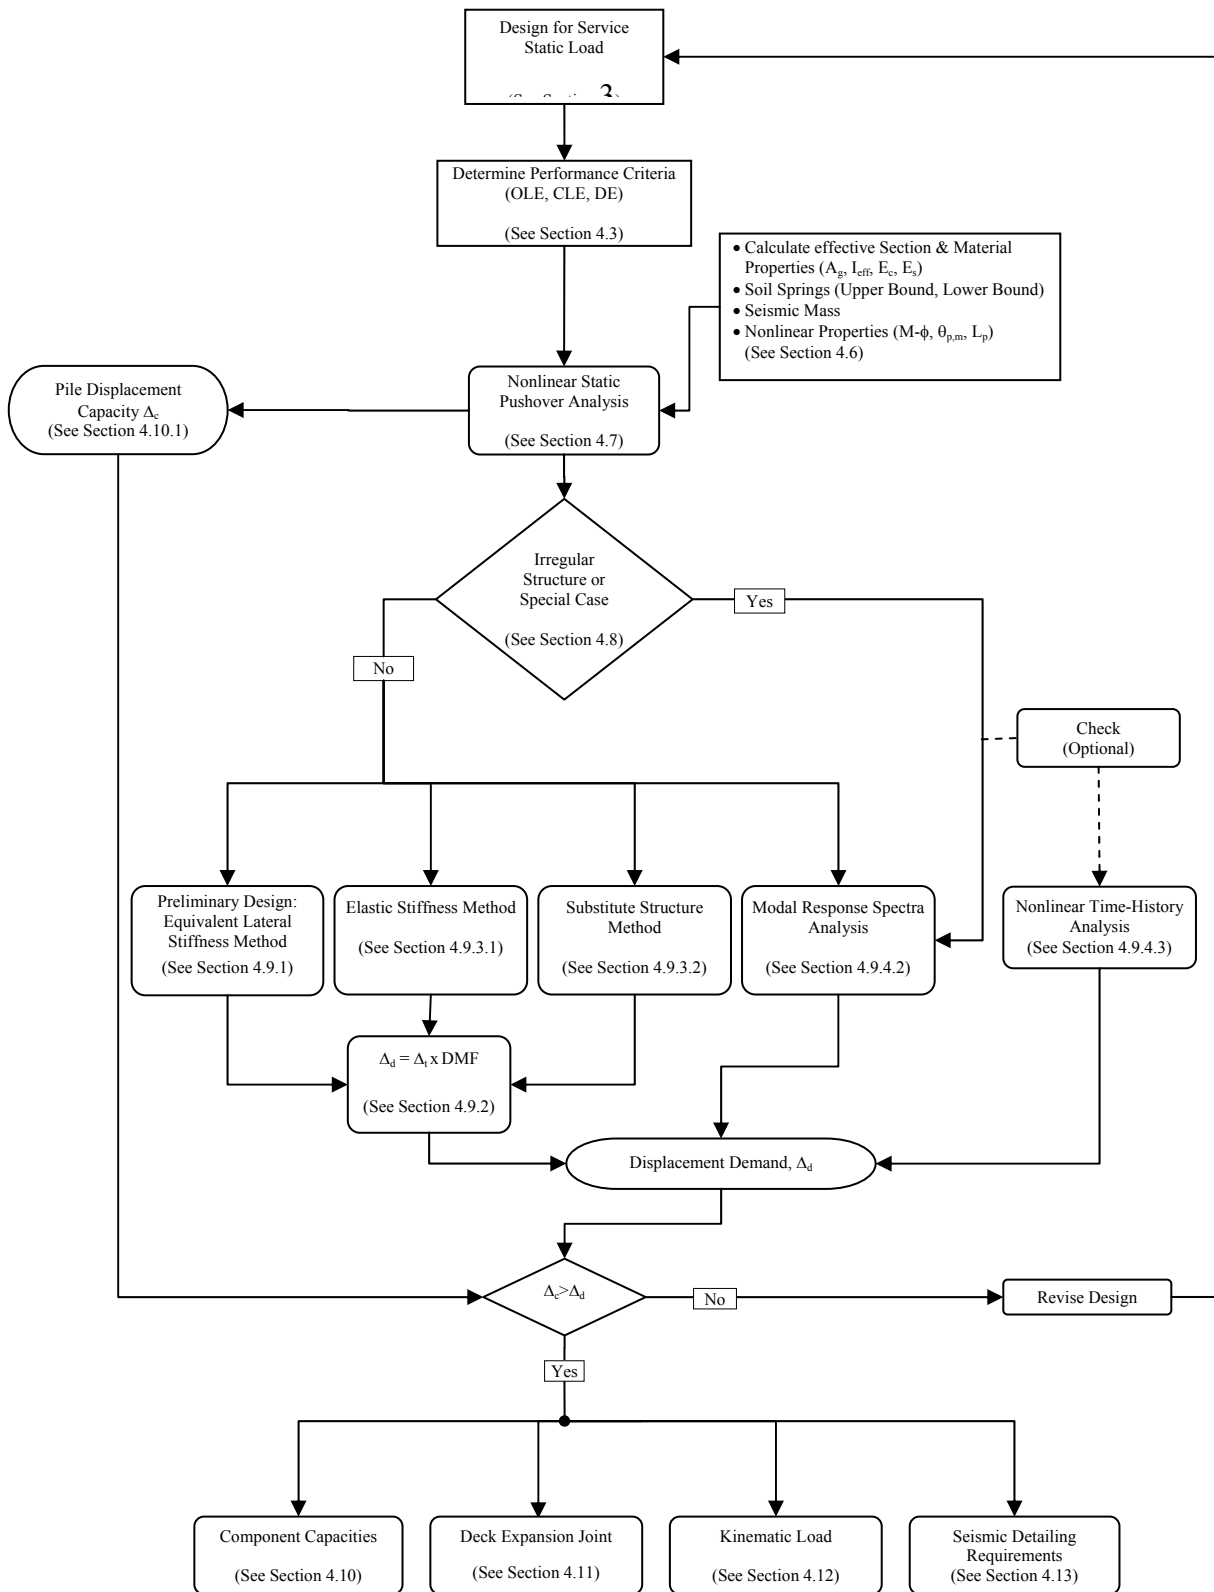 Design for Service
Static Load
3
Determine Performance Criteria
(OLE, CLE, DE)
(See Section 4.3)
• Calculate effective Section & Material
Properties (Ag, Ieff, Ec, Es)
• Soil Springs (Upper Bound, Lower Bound)
• Seismic Mass
• Nonlinear Properties (M-ϕ, θp,m, Lp)
(See Section 4.6)
Pile Displacement
Capacity Δc
(See Section 4.10.1)
Nonlinear Static
Pushover Analysis
(See Section 4.7)
Irregular
Structure or
Special Case
(See Section 4.8)
Yes
No
Check
(Optional)
Preliminary Design:
Equivalent Lateral
Stiffness Method
(See Section 4.9.1)
Elastic Stiffness Method
(See Section 4.9.3.1)
Substitute Structure
Method
(See Section 4.9.3.2)
Modal Response Spectra
Analysis
(See Section 4.9.4.2)
Nonlinear Time-History
Analysis
(See Section 4.9.4.3)
Δd = Δt x DMF
(See Section 4.9.2)
Displacement Demand, Δd
Δc>Δd
No
Revise Design
Yes
Component Capacities
(See Section 4.10)
Deck Expansion Joint
(See Section 4.11)
Kinematic Load
(See Section 4.12)
Seismic Detailing
Requirements
(See Section 4.13)